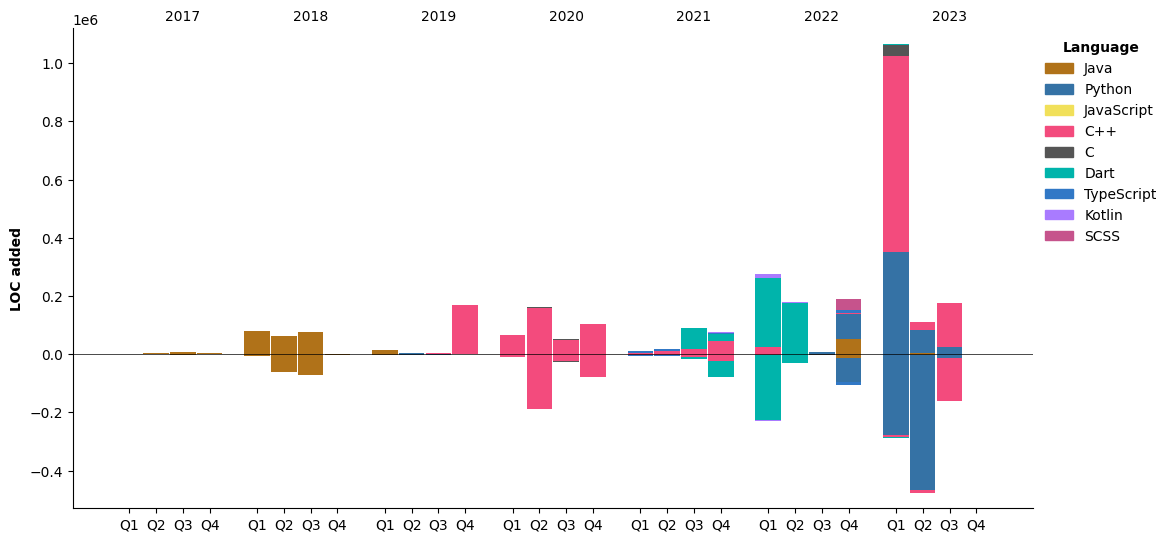 1e6
2017 2018 2019 2020 2021 2022 2023
LOC added
1.0
0.8
0.6
0.4
0.2
0.0
−0.2
−0.4
Q1 Q2 Q3 Q4 Q1 Q2 Q3 Q4 Q1 Q2 Q3 Q4 Q1 Q2 Q3 Q4 Q1 Q2 Q3 Q4 Q1 Q2 Q3 Q4 Q1 Q2 Q3 Q4
Language
Java
Python
JavaScript
C++
C
Dart
TypeScript
Kotlin
SCSS